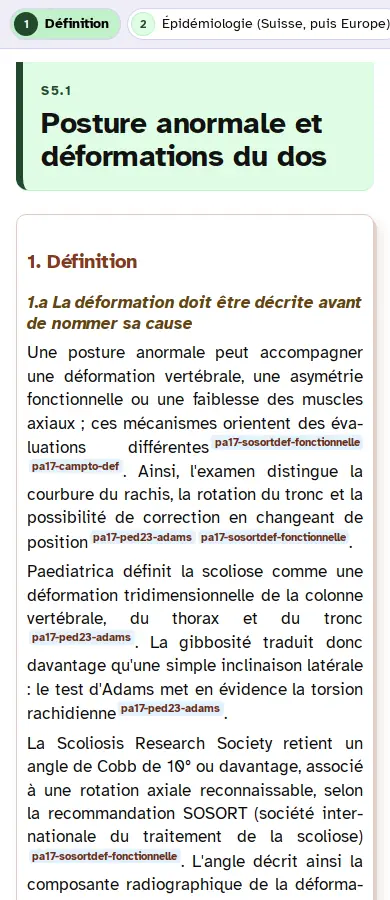 1 Définition 2 Épidémiologie (Suisse, puis Europe)
S5.1
Posture anormale et
déformations du dos
1. Définition
1.a La déformation doit être décrite avant
de nommer sa cause
Une posture anormale peut accompagner
une déformation vertébrale, une asymétrie
fonctionnelle ou une faiblesse des muscles
axiaux ; ces mécanismes orientent des éva-
luations différentes pa17-sosortdef-fonctionnelle
pa17-campto-def . Ainsi, l'examen distingue la
courbure du rachis, la rotation du tronc et la
possibilité de correction en changeant de
position pa17-ped23-adams pa17-sosortdef-fonctionnelle .
Paediatrica définit la scoliose comme une
déformation tridimensionnelle de la colonne
vertébrale, du thorax et du tronc
pa17-ped23-adams . La gibbosité traduit donc
davantage qu'une simple inclinaison latérale
: le test d'Adams met en évidence la torsion
rachidienne pa17-ped23-adams .
La Scoliosis Research Society retient un
angle de Cobb de 10° ou davantage, associé
à une rotation axiale reconnaissable, selon
la recommandation SOSORT (société inter-
nationale du traitement de la scoliose)
pa17-sosortdef-fonctionnelle . L'angle décrit ainsi la
composante radiographique de la déforma-